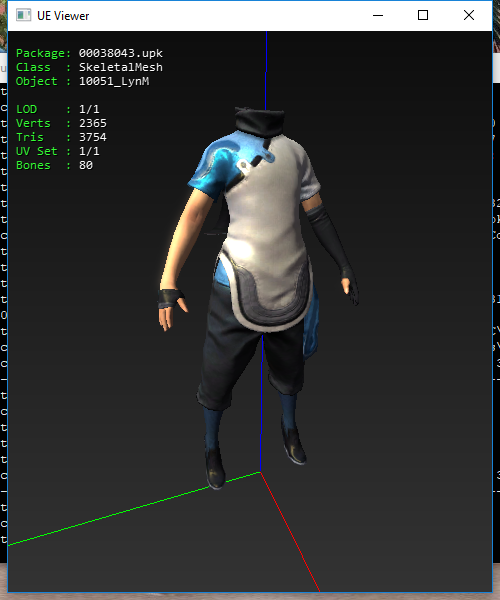 UE Viewer
Package: 00038043.upk
Class : SkeletalMesh
Object : 10051_LynM
LOD : 1/1
Verts : 2365
Tris : 3754
UV Set : 1/1
Bones : 80